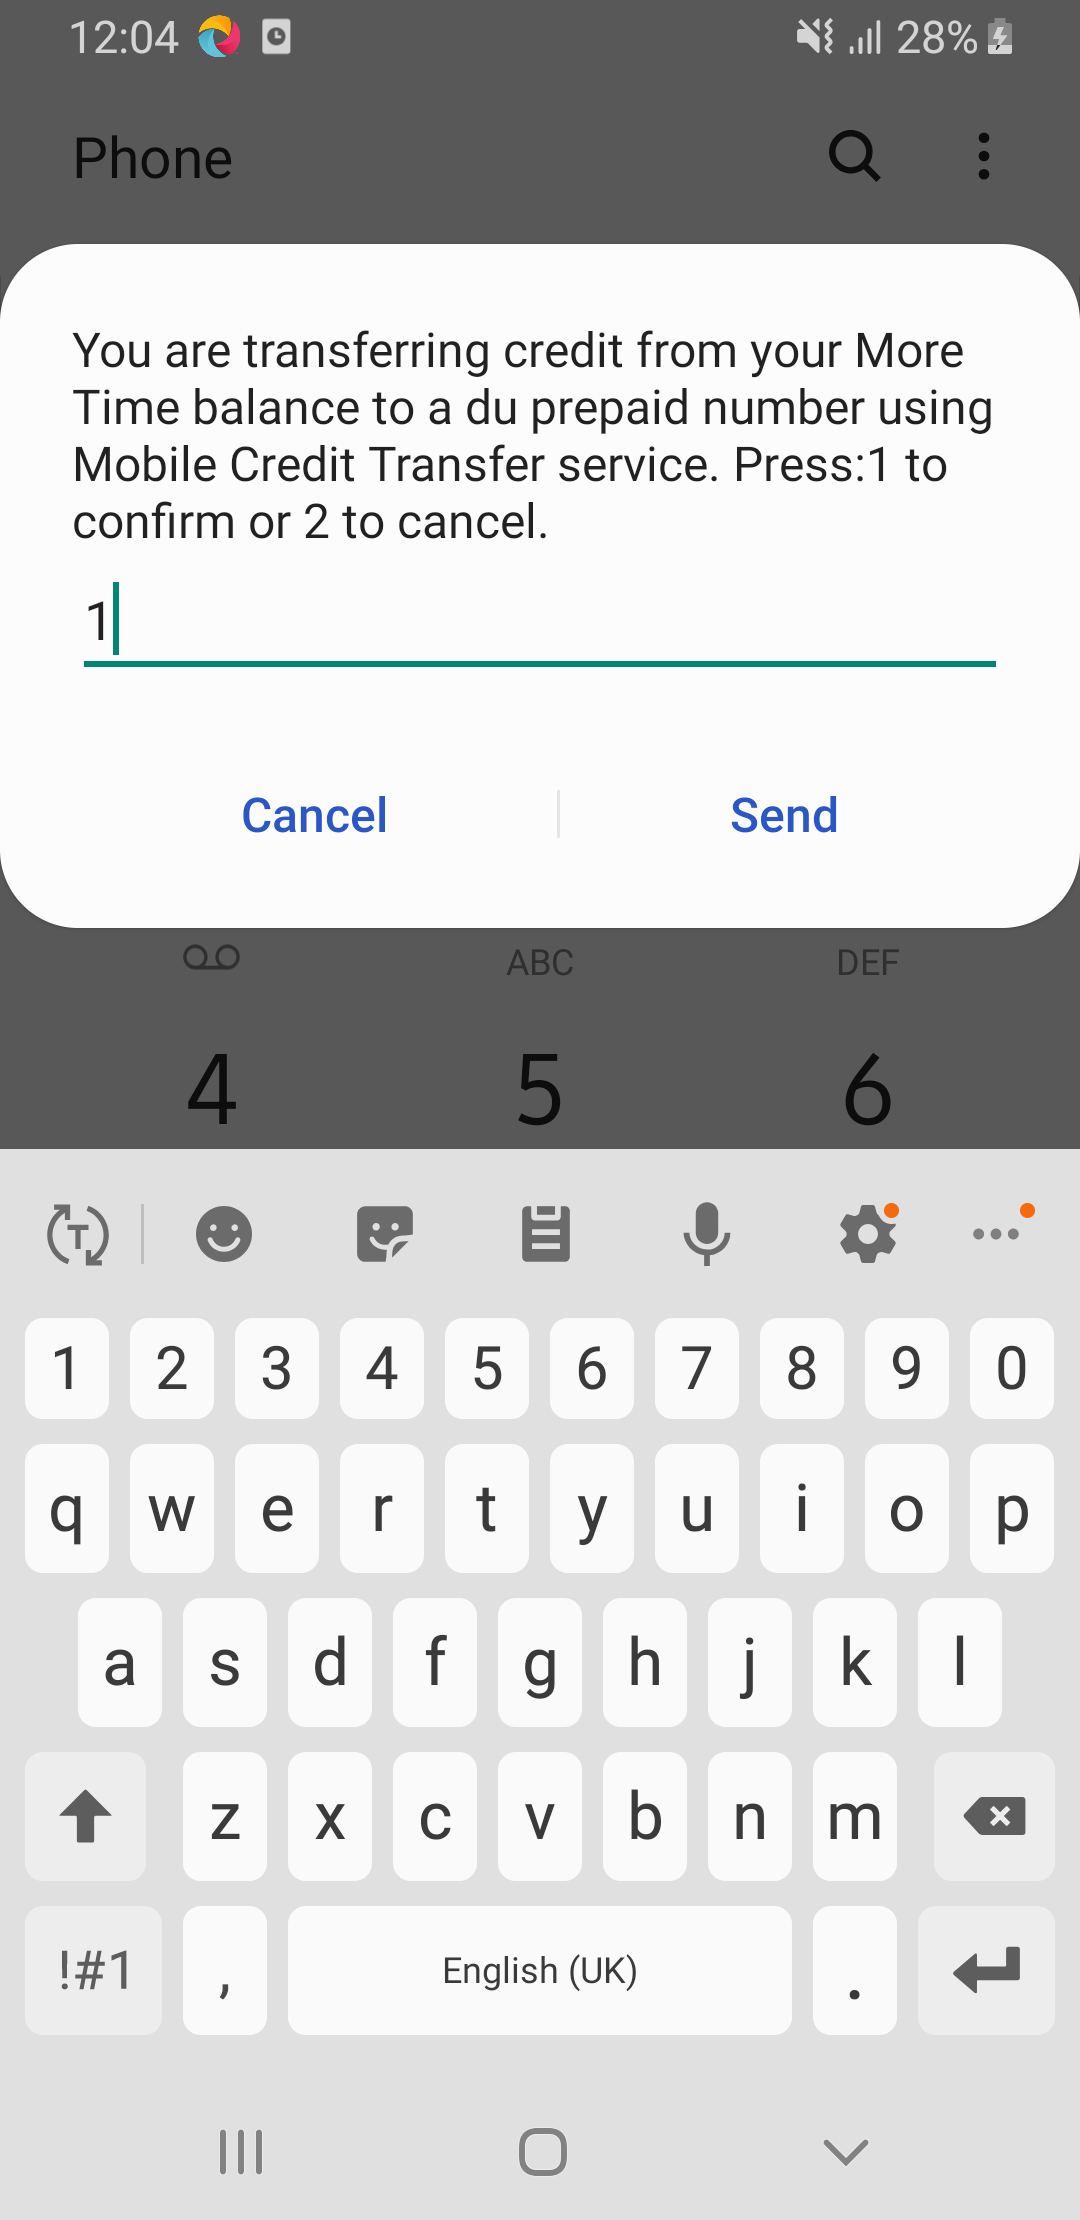 12:04 28%
Phone
You are transferring credit from your More
Time balance to a du prepaid number using
Mobile Credit Transfer service. Press:1 to
confirm or 2 to cancel.
1
Cancel Send
ABC DEF
4 5 6
T
1 2 3 4 5 6 7 8 9 0
q w e r t y u i o p
a s d f g h j k l
z x c v b n m
!#1 , English (UK) .